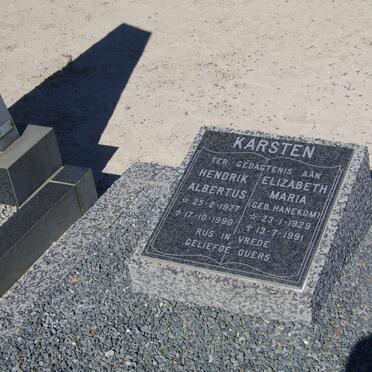 KARSTEN
TER GEDAGTENIS AAN
HENDRIK
ALBERTUS
☆ 25-2-1927
✝ 17-10-1990
ELIZABETH
MARIA
(GEB. HANEKOM)
☆ 23-1-1929
✝ 13-7-1991
RUS IN VREDE
GELIEFDE OUERS